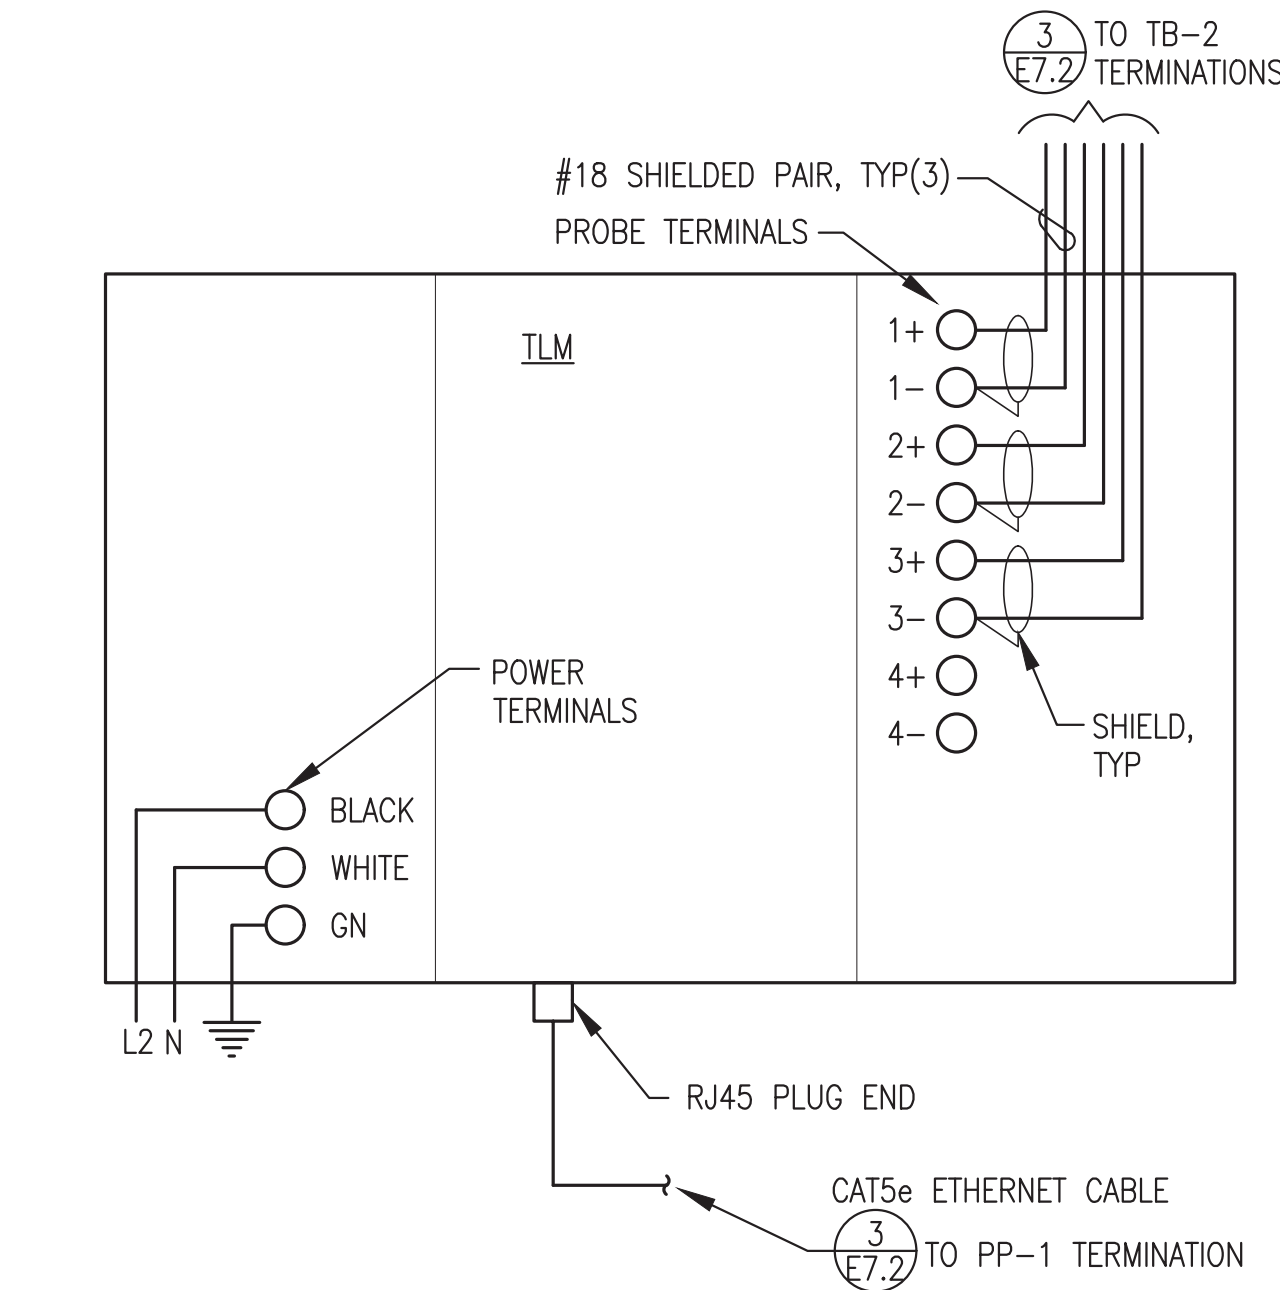 3
E7.2
TO TB-2
TERMINATIONS
#18 SHIELDED PAIR, TYP(3)
PROBE TERMINALS
TLM
1+
1-
2+
2-
3+
3-
4+
4-
POWER
TERMINALS
SHIELD,
TYP
BLACK
WHITE
GN
L2 N
RJ45 PLUG END
CAT5e ETHERNET CABLE
3
E7.2
TO PP-1 TERMINATION